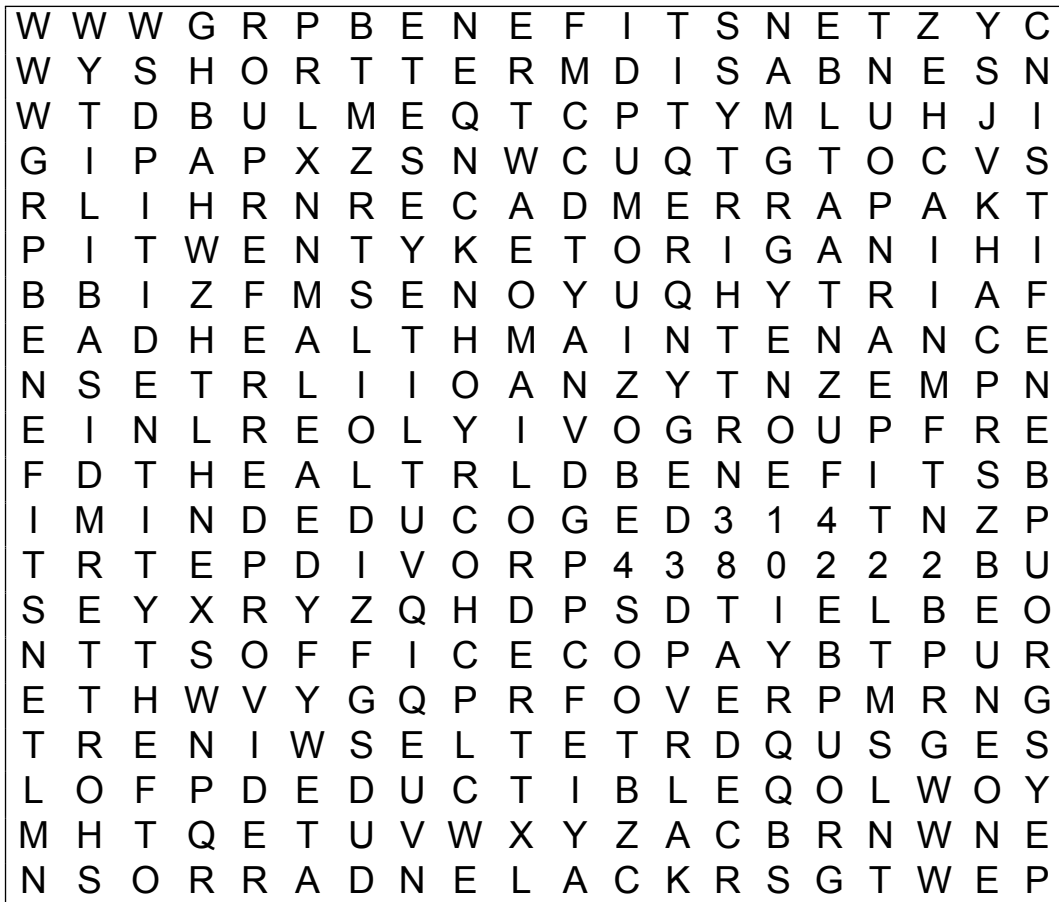 W W W G R P B E N E F I T S N E T Z Y C
W Y S H O R T T E R M D I S A B N E S N
W T D B U L M E Q T C P T Y M L U H J I
G I P A P X Z S N W C U Q T G T O C V S
R L I H R N R E C A D M E R R A P A K T
P I T W E N T Y K E T O R I G A N I H I
B B I Z F M S E N O Y U Q H Y T R I A F
E A D H E A L T H M A I N T E N A N C E
N S E T R L I I O A N Z Y T N Z E M P N
E I N L R E O L Y I V O G R O U P F R E
F D T H E A L T R L D B E N E F I T S B
I M I N D E D U C O G E D 3 1 4 T N Z P
T R T E P D I V O R P 4 3 8 0 2 2 2 B U
S E Y X R Y Z Q H D P S D T I E L B E O
N T T S O F F I C E C O P A Y B T P U R
E T H W V Y G Q P R F O V E R P M R N G
T R E N I W S E L T E T R D Q U S G E S
L O F P D E D U C T I B L E Q O L W O Y
M H T Q E T U V W X Y Z A C B R N W N E
N S O R R A D N E L A C K R S G T W E P